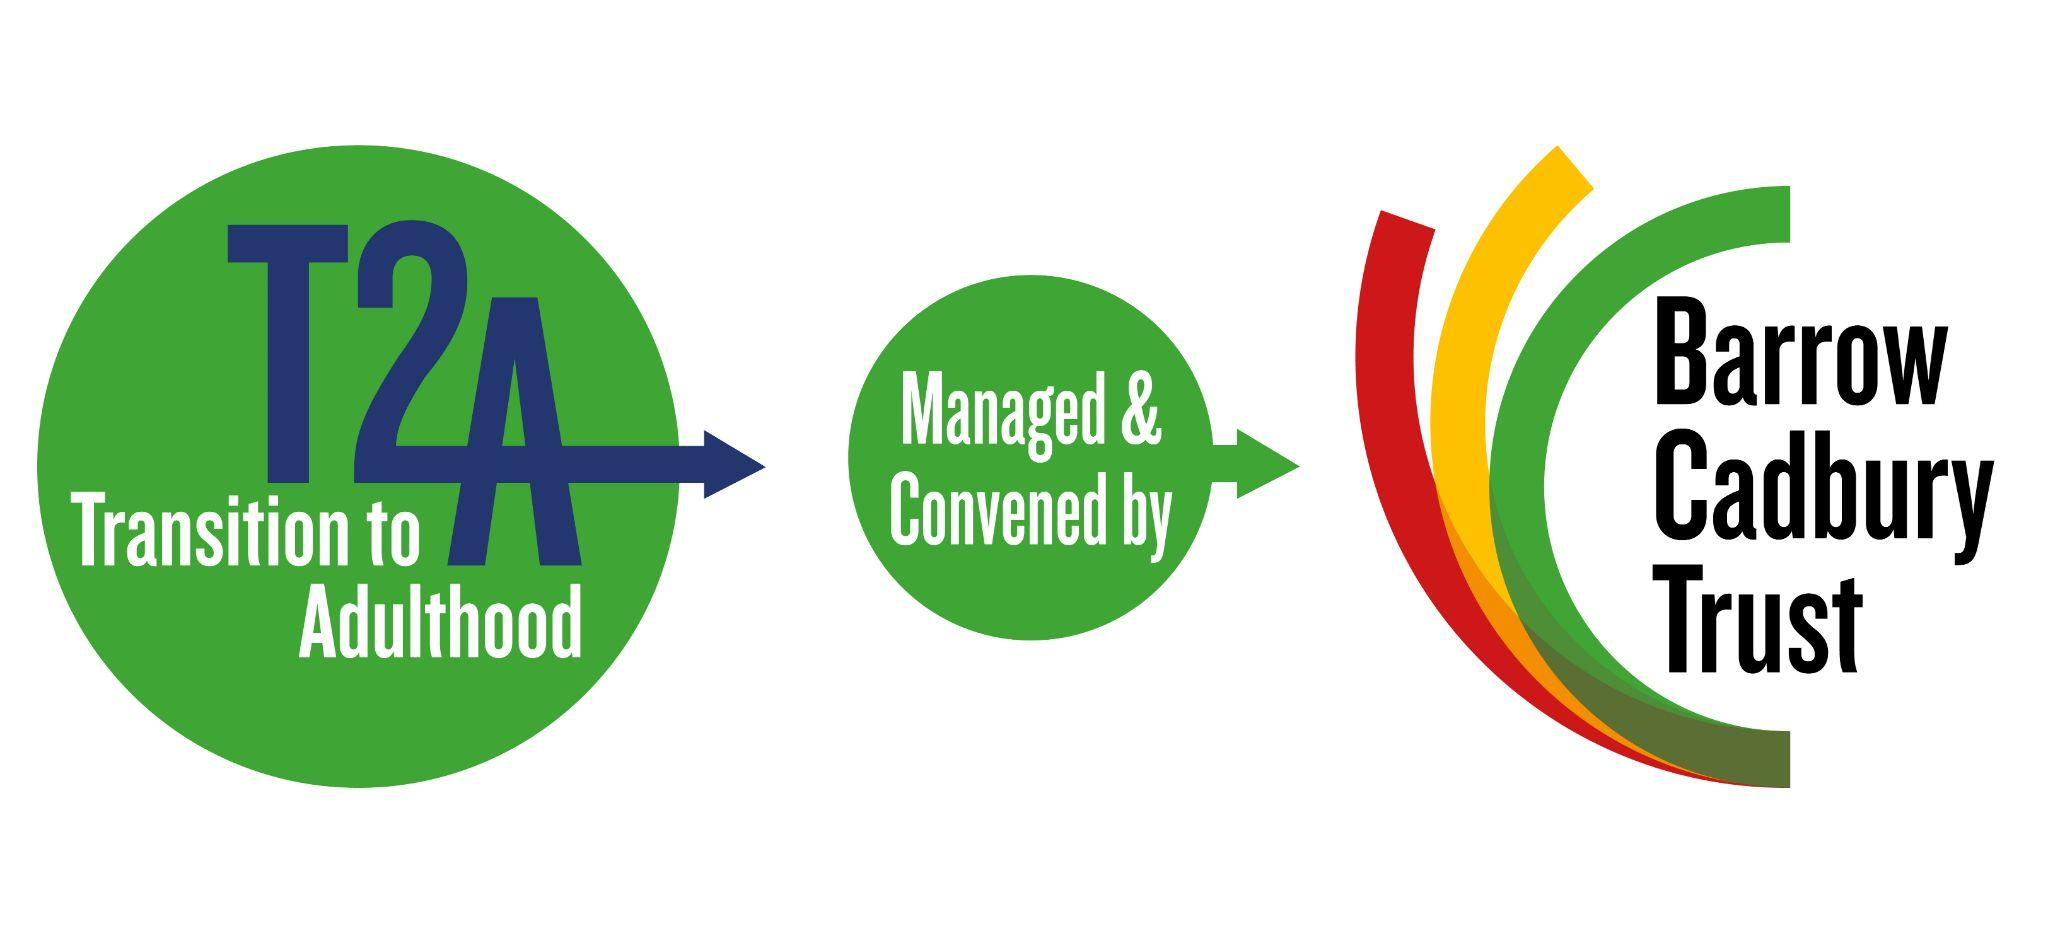 T2A
Transition to
Adulthood
Managed &
Convened by
Barrow
Cadbury
Trust